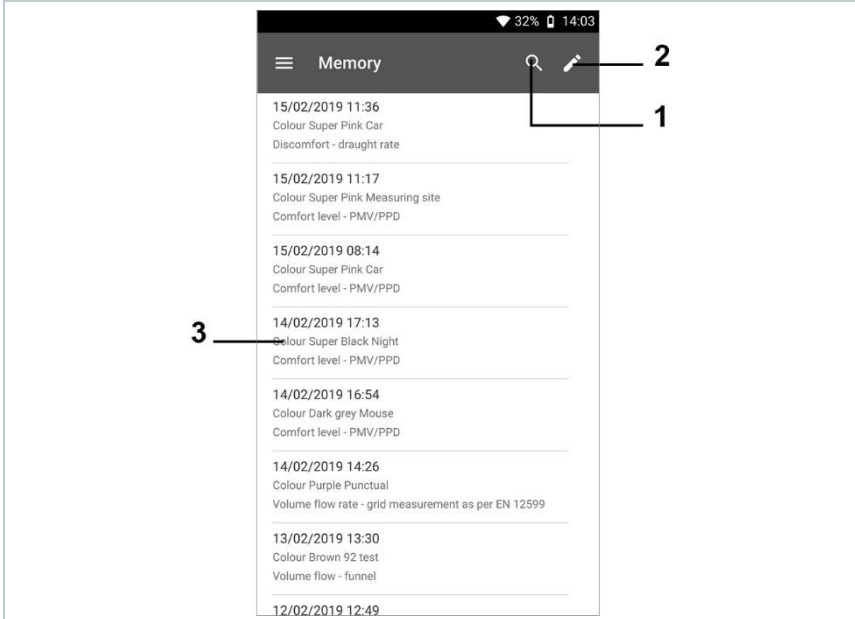 32% 14:03
Memory
2
1
15/02/2019 11:36
Colour Super Pink Car
Discomfort - draught rate
15/02/2019 11:17
Colour Super Pink Measuring site
Comfort level - PMV/PPD
15/02/2019 08:14
Colour Super Pink Car
Comfort level - PMV/PPD
14/02/2019 17:13
3
Colour Super Black Night
Comfort level - PMV/PPD
14/02/2019 16:54
Colour Dark grey Mouse
Comfort level - PMV/PPD
14/02/2019 14:26
Colour Purple Punctual
Volume flow rate - grid measurement as per EN 12599
13/02/2019 13:30
Colour Brown 92 test
Volume flow - funnel
12/02/2019 12:49